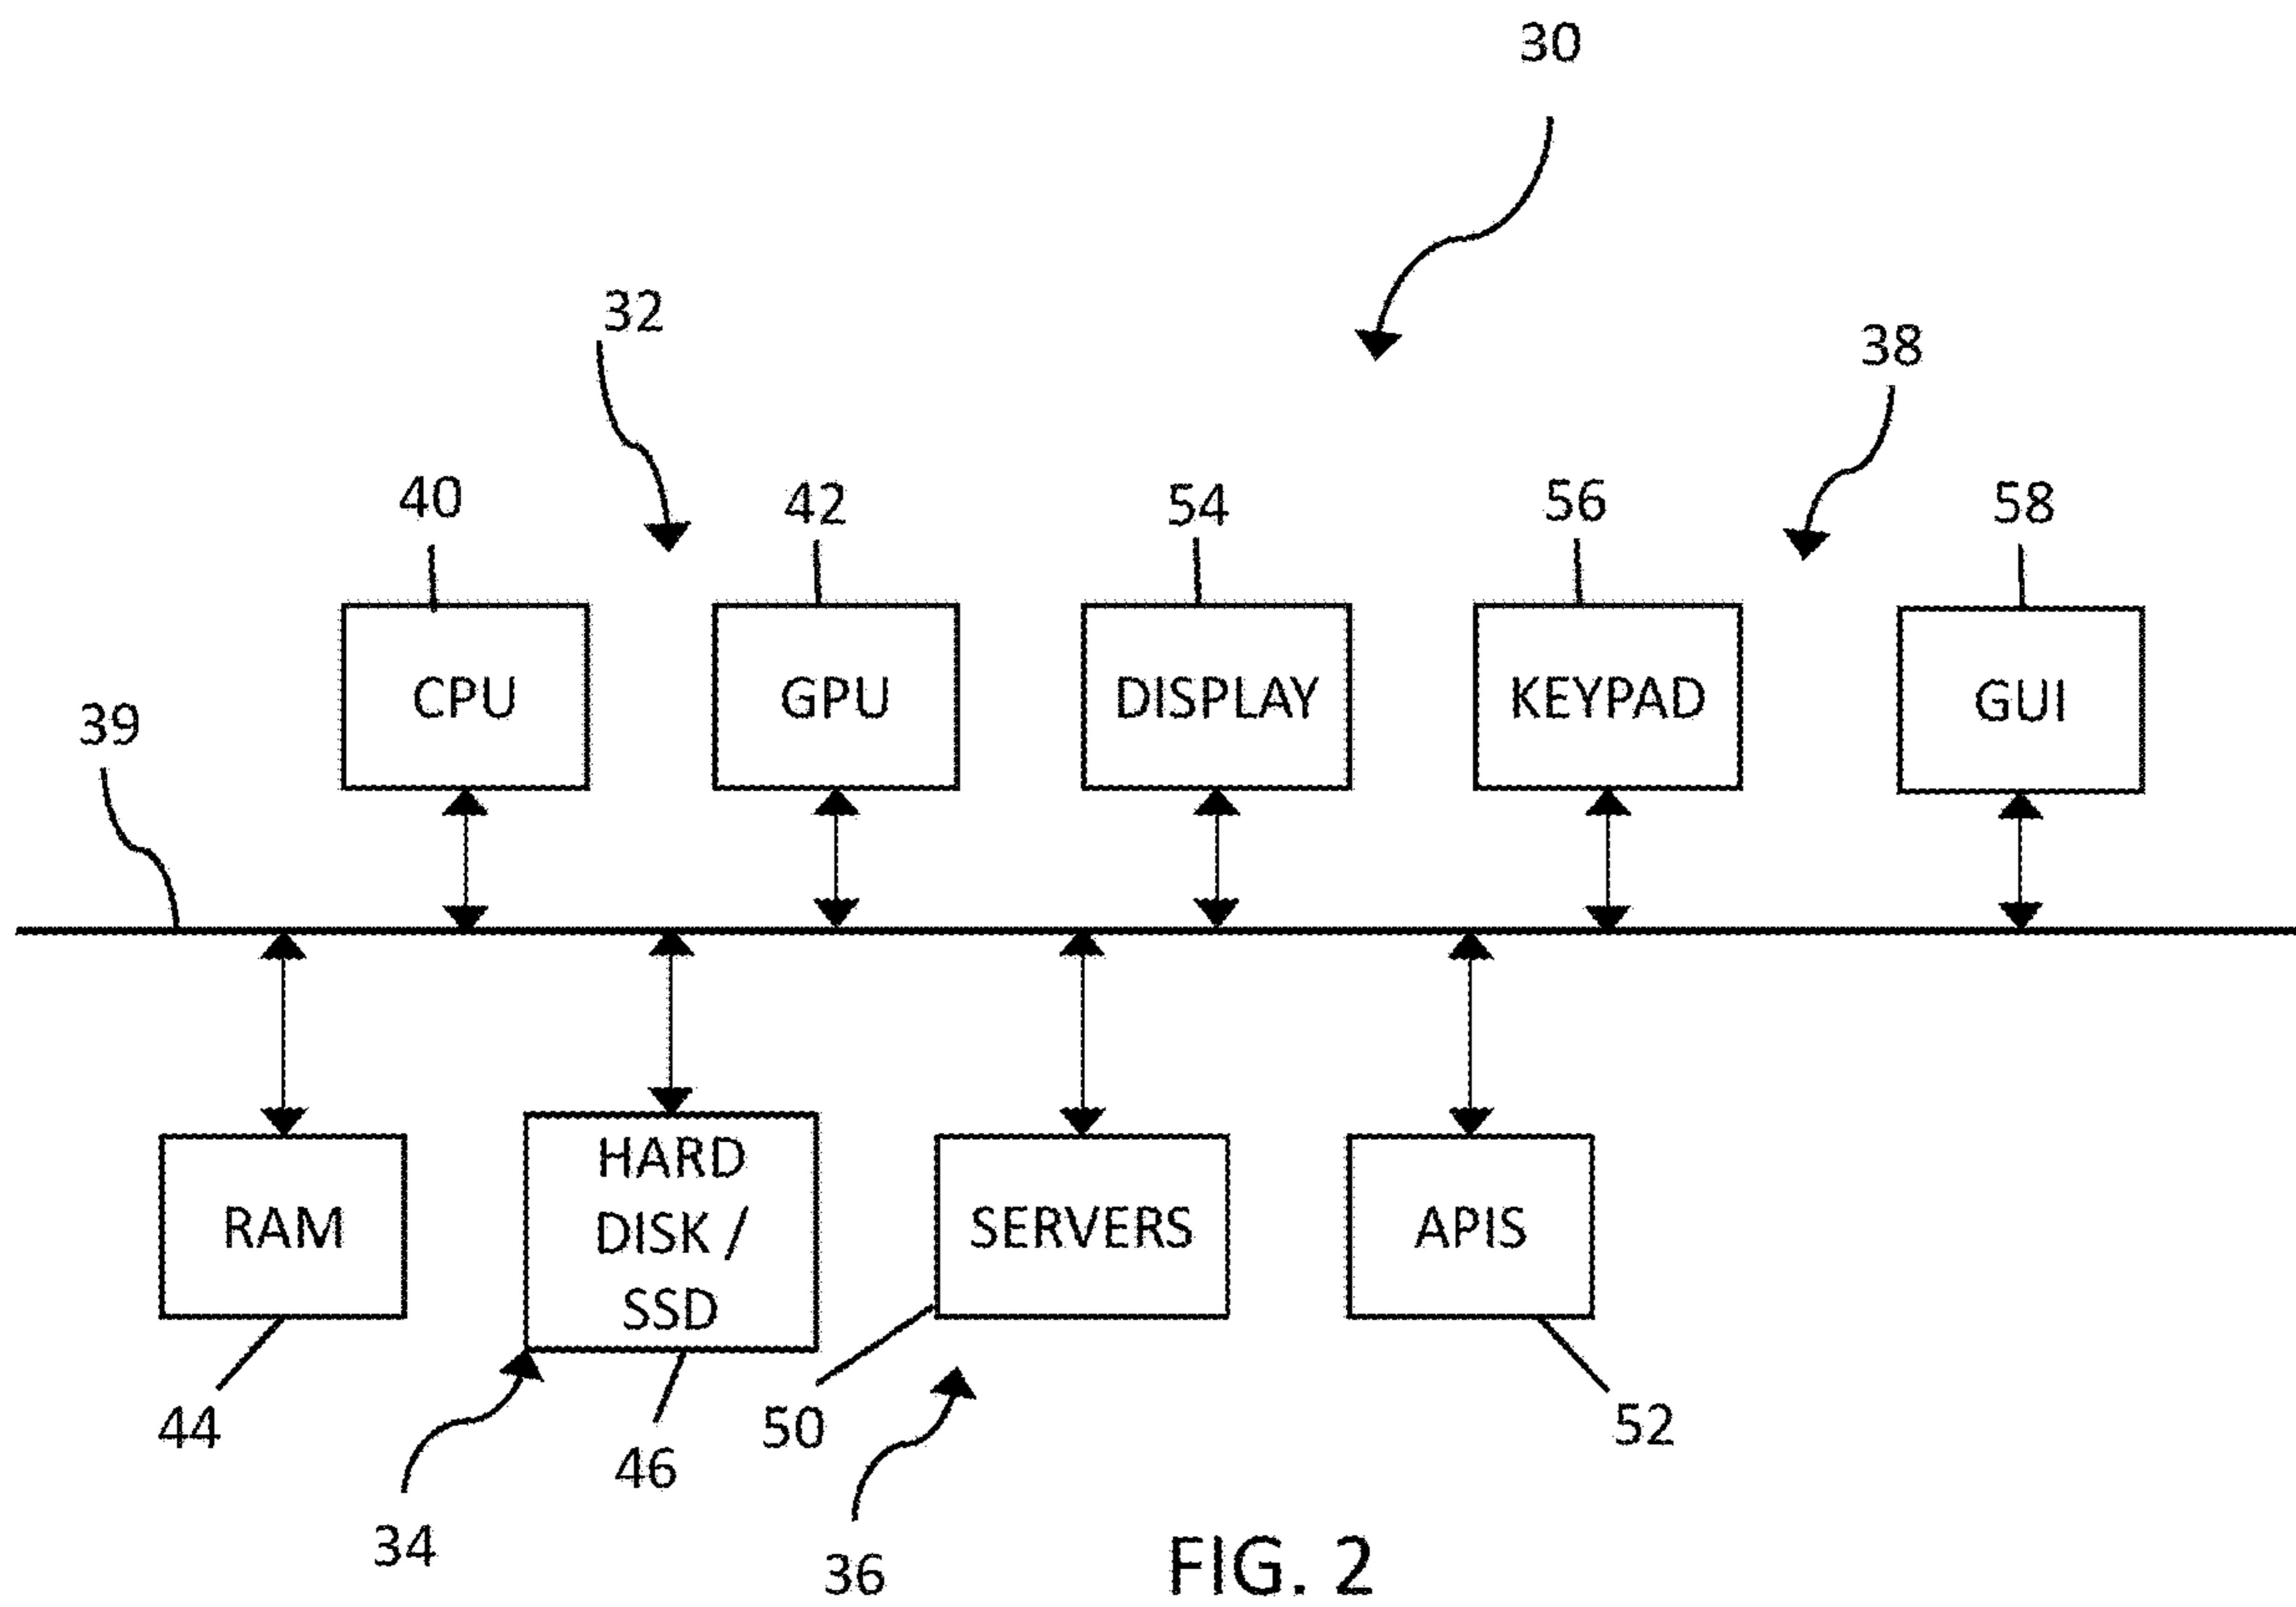 30
32
38
40
42
54
56
58
CPU
GPU
DISPLAY
KEYPAD
GUI
39
RAM
HARD
DISK /
SSD
SERVERS
APIS
44
46
50
52
34
36
FIG. 2